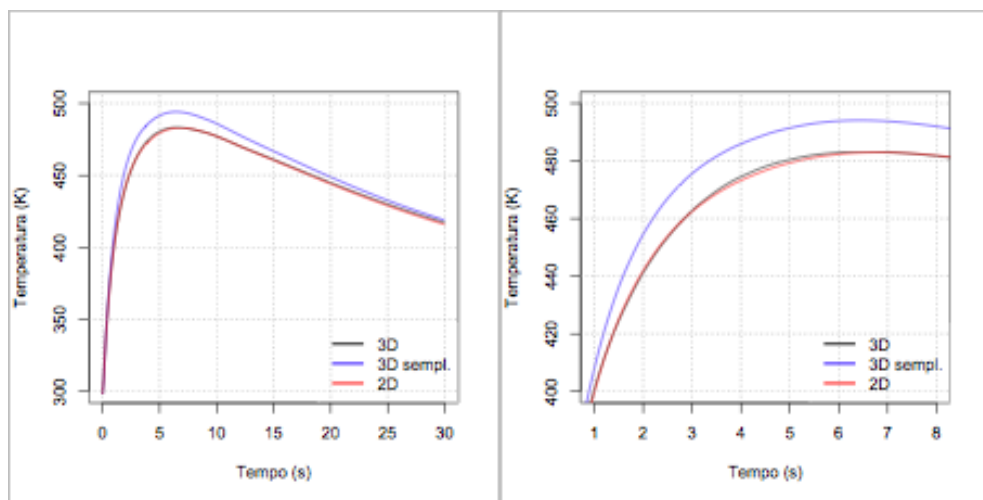 500
450
400
350
300
Temperatura (K)
3D
3D sempl.
2D
0 5 10 15 20 25 30
Tempo (s)
500
480
460
440
420
400
Temperatura (K)
3D
3D sempl.
2D
1 2 3 4 5 6 7 8
Tempo (s)